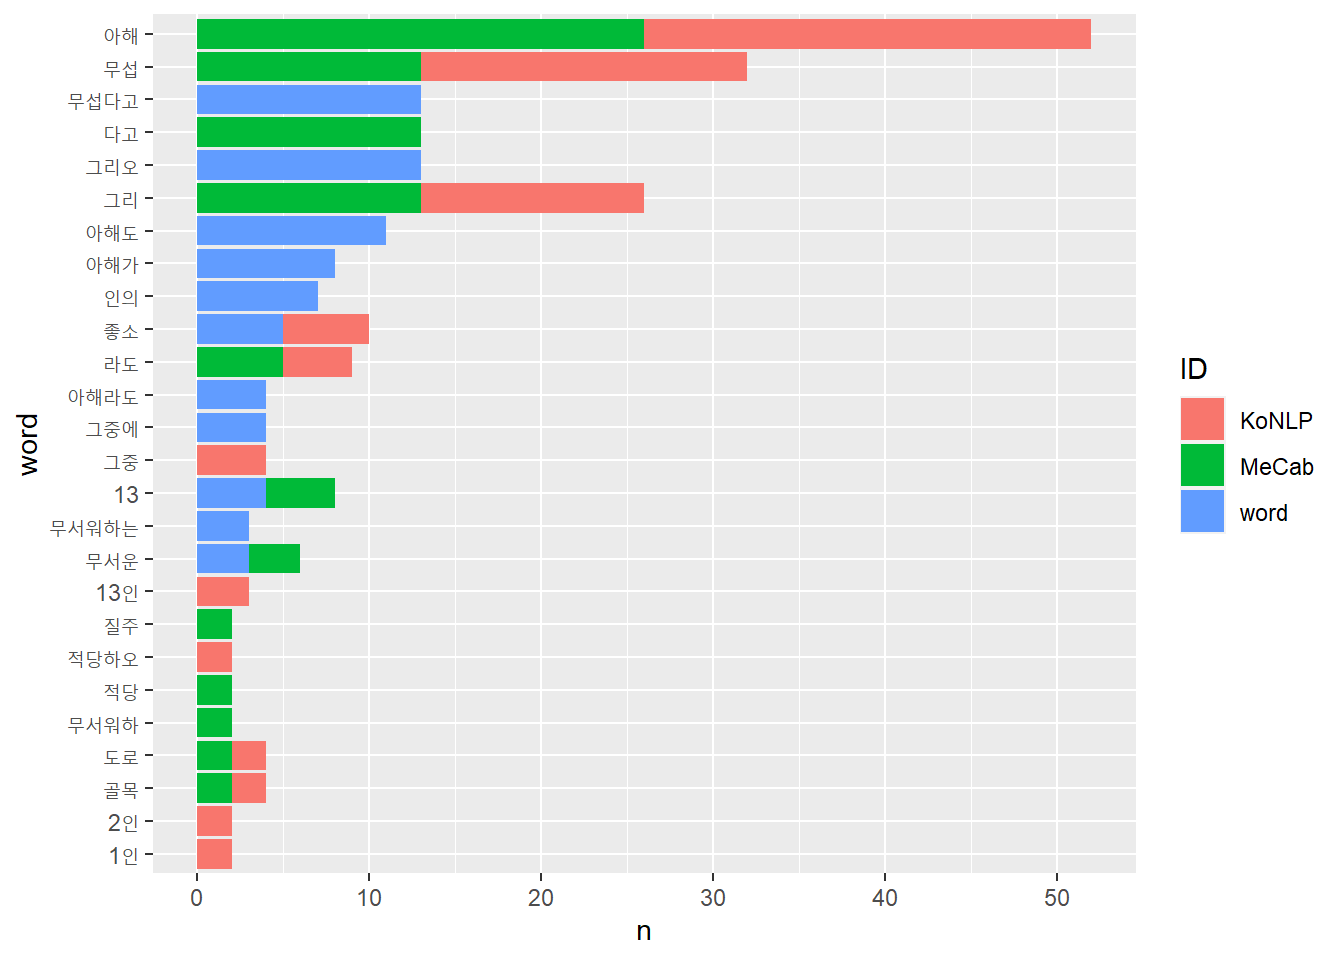 아해
무섭
무섭다고
다고
그리오
그리
아해도
아해가
인의
좋소
라도
아해라도
그중에
그중
13
무서워하는
무서운
13인
질주
적당하오
적당
무서워하
도로
골목
2인
1인
word
0 10 20 30 40 50
n
ID
KoNLP
MeCab
word